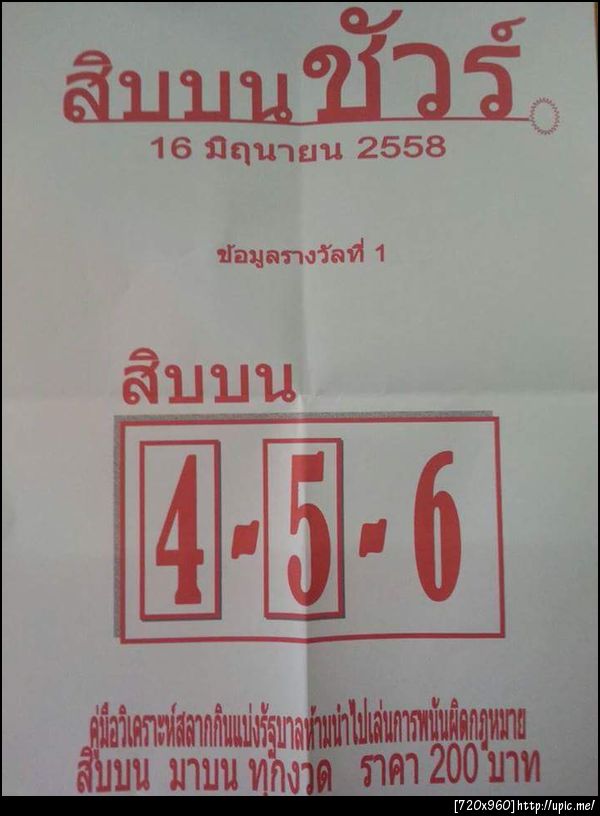 สิบบนชัวร์
16 มิถุนายน 2558
ข้อมูลรางวัลที่ 1
สิบบน
4 - 5 - 6
คู่มือวิเคราะห์สลากกินแบ่งรัฐบาลห้ามนำไปเล่นการพนันผิดกฎหมาย
สิบบน มาบน ทุกงวด ราคา 200 บาท
[720x960]http://upic.me/